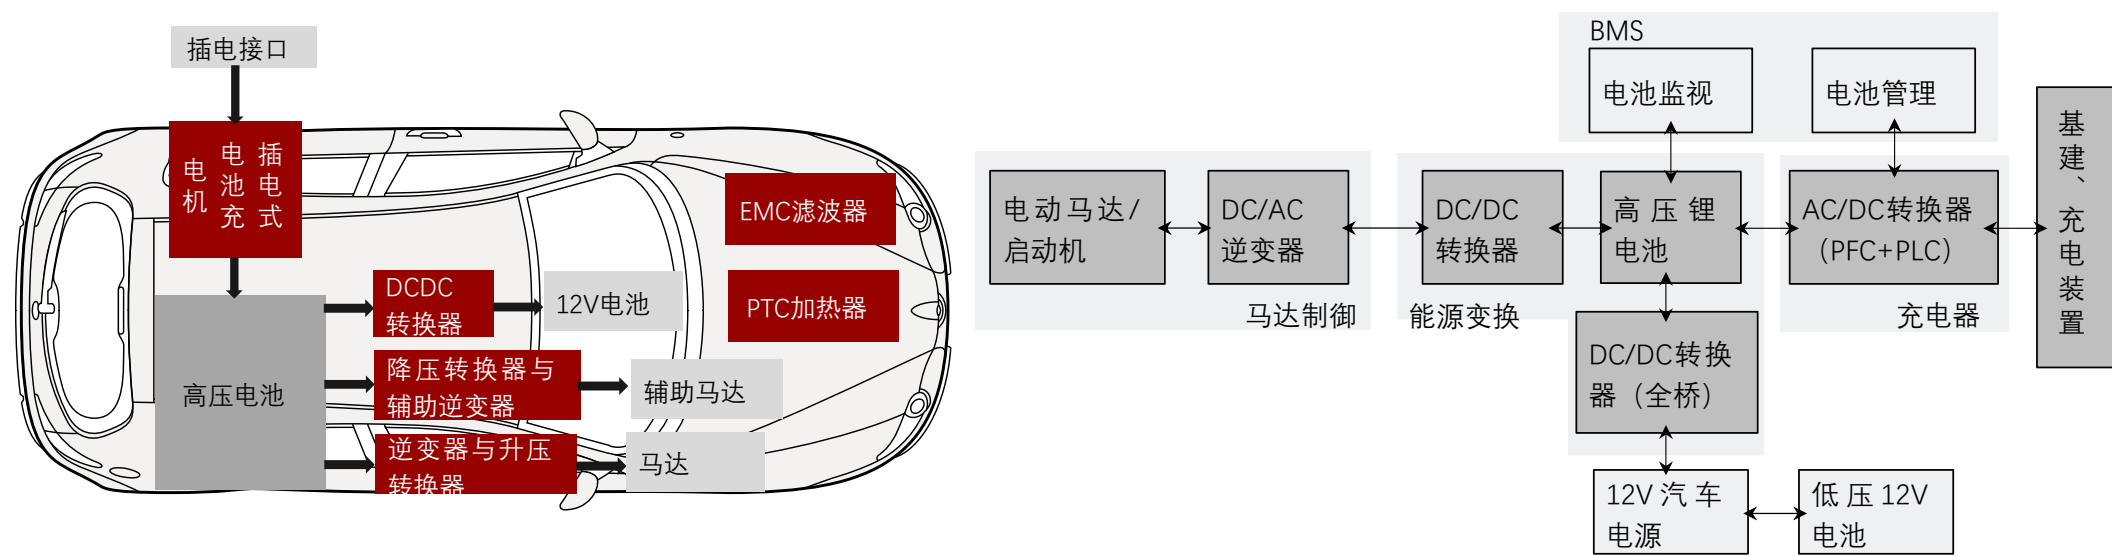 插电接口
插电式
电池充
电机
高压电池
DCDC
转换器
12V电池
降压转换器与
辅助逆变器
辅助马达
逆变器与升压
转换器
马达
EMC滤波器
PTC加热器
BMS
电池监视
电池管理
电动马达/
启动机
DC/AC
逆变器
马达制御
DC/DC
转换器
能源变换
高压锂
电池
AC/DC转换器
（PFC+PLC）
充电器
基建、充电装置
DC/DC转换
器（全桥）
12V汽车
电源
低压12V
电池